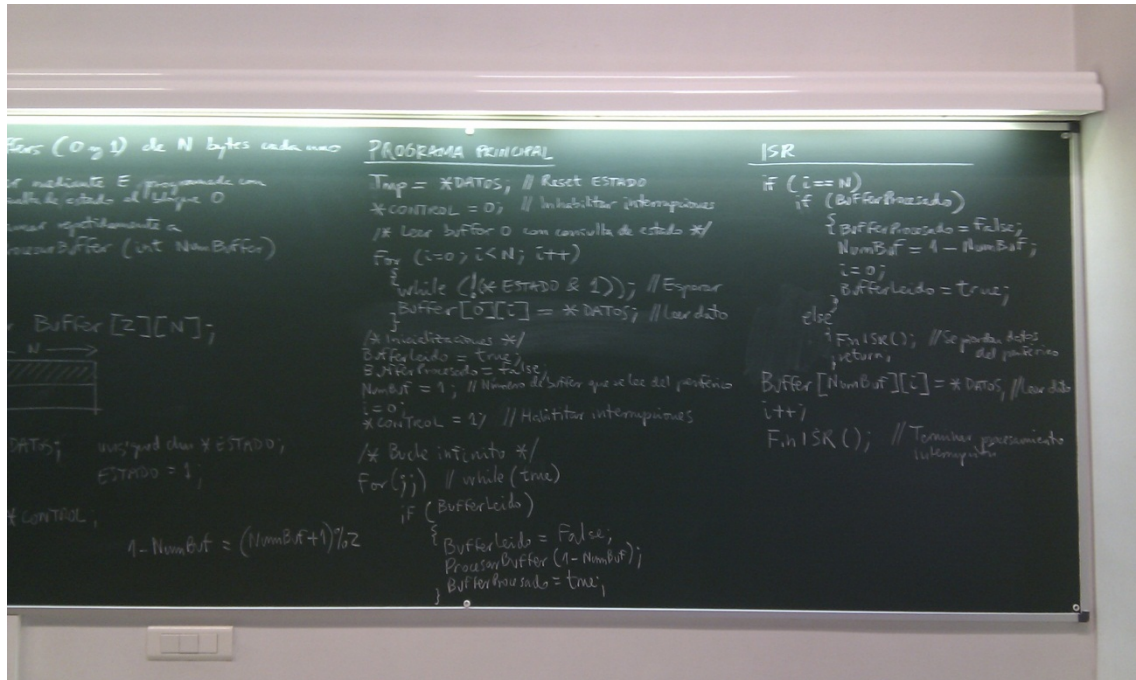 ffers (0 y 1) de N bytes cada uno
er mediante E programada con
sulta de estado al bloque 0
amar repetidamente a
rocesarBuffer (int NumBuffer)
r Buffer[2][N];
N
DATOS; unsigned char *ESTADO;
ESTADO = 1;
*CONTROL,
1-NumBuf = (NumBuf+1)%2
PROGRAMA PRINCIPAL
Tmp = *DATOS; // Reset ESTADO
*CONTROL = 0; // Inhabilitar interrupciones
/* Leer buffer 0 con consulta de estado */
for (i=0; i<N; i++)
{
while (!(*ESTADO & 1)); // Esperar
Buffer[0][i] = *DATOS; // Leer dato
}
/* Inicializaciones */
BufferLeido = true;
BufferProcesado = false;
NumBuf = 1; // Número de buffer que se lee del periférico
i=0;
*CONTROL = 1; // Habilitar interrupciones
/* Bucle infinito */
for(;;) // while (true)
if (BufferLeido)
{
BufferLeido = False;
ProcesarBuffer(1-NumBuf);
BufferProcesado = true;
}
ISR
if (i==N)
if (BufferProcesado)
{ BufferProcesado = False;
NumBuf = 1 - NumBuf;
i=0;
BufferLeido = true;
}
else
{ FinISR(); // Se pierden datos
return; del periférico
Buffer[NumBuf][i] = *DATOS; // Leer dato
i++;
FinISR(); // Terminar procesamiento
interrupción